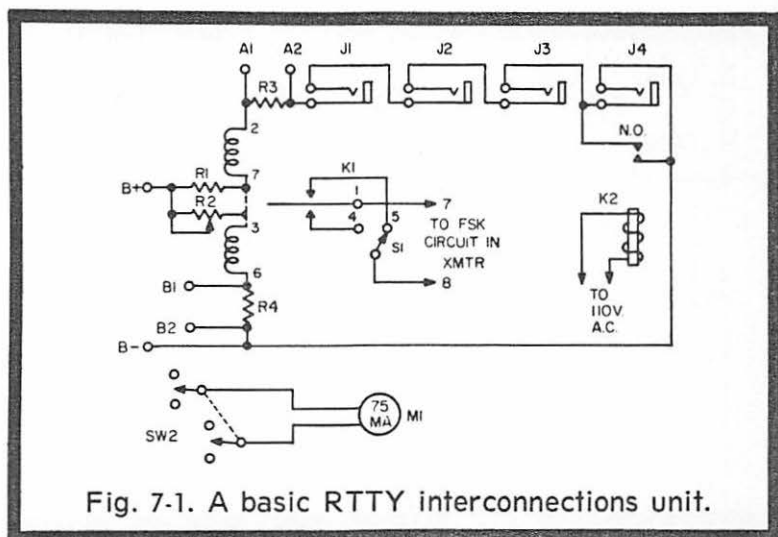 A1 A2 J1 J2 J3 J4
R3
2
N.O.
7
K1
B+ R1
R2
1
7
K2
3
4
5
TO FSK
CIRCUIT IN
XMTR
S1
6
8
B1
R4
TO
110V.
A.C.
B2
B-
75
MA
M1
SW2
Fig. 7-1. A basic RTTY interconnections unit.